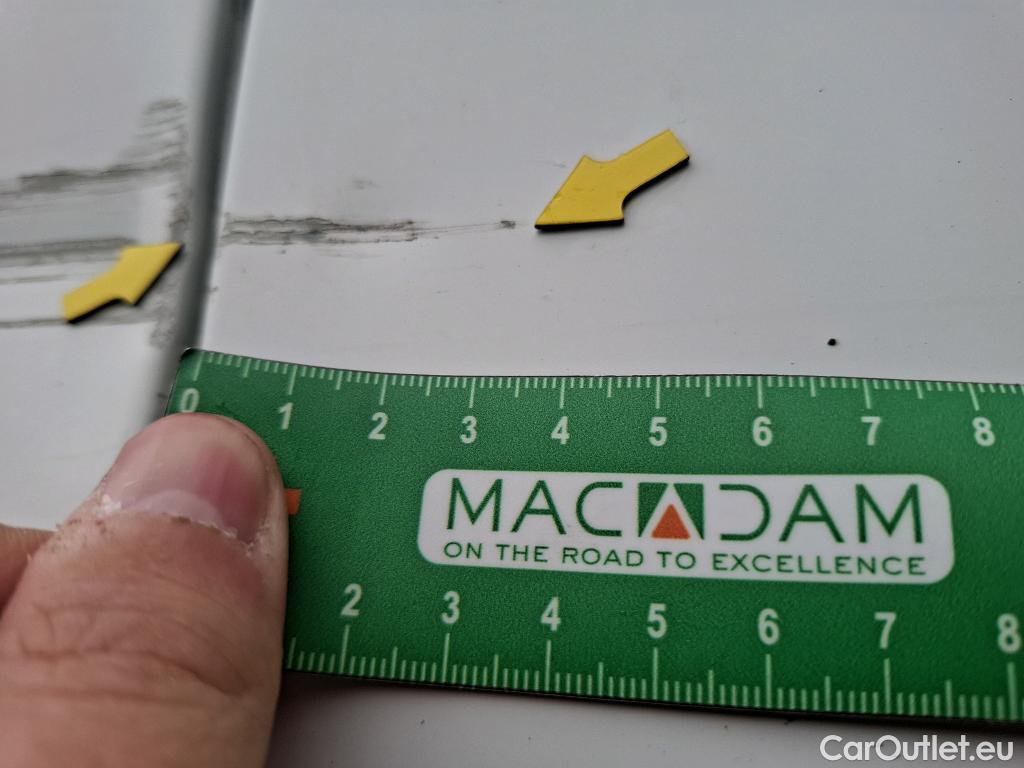 0 1 2 3 4 5 6 7 8
MACADAM
ON THE ROAD TO EXCELLENCE
2 3 4 5 6 7 8
CarOutlet.eu